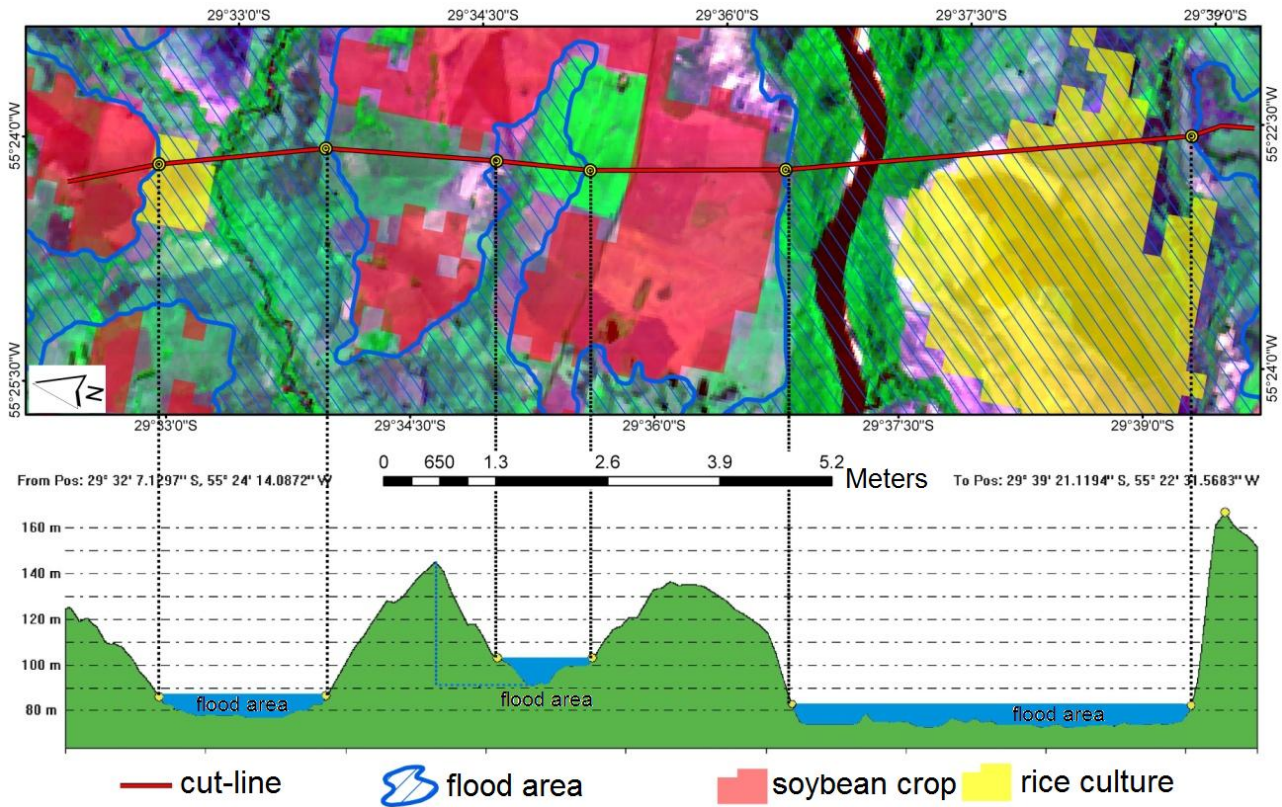 29°33'0"S 29°34'30"S 29°36'0"S 29°37'30"S 29°39'0"S
55°24'0"W
55°22'30"W
55°25'30"W
55°24'0"W
N
29°33'0"S 29°34'30"S 29°36'0"S 29°37'30"S 29°39'0"S
0 650 1.3 2.6 3.9 5.2
Meters
From Pos: 29° 32' 7.1297" S, 55° 24' 14.0872" W
To Pos: 29° 39' 21.1194" S, 55° 22' 31.5683" W
160 m
140 m
120 m
100 m
80 m
flood area
flood area
flood area
cut-line flood area soybean crop rice culture